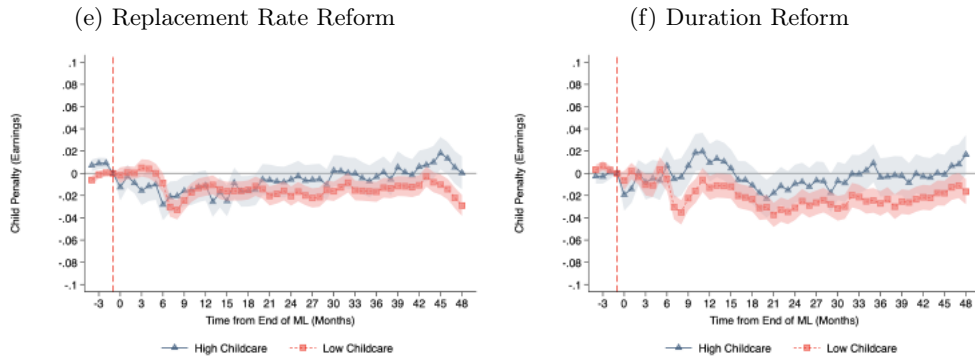 (e) Replacement Rate Reform
.1
.08
.06
.04
.02
0
-.02
-.04
-.06
-.08
-.1
Child Penalty (Earnings)
-3 0 3 6 9 12 15 18 21 24 27 30 33 36 39 42 45 48
Time from End of ML (Months)
High Childcare Low Childcare
(f) Duration Reform
.1
.08
.06
.04
.02
0
-.02
-.04
-.06
-.08
-.1
Child Penalty (Earnings)
-3 0 3 6 9 12 15 18 21 24 27 30 33 36 39 42 45 48
Time from End of ML (Months)
High Childcare Low Childcare